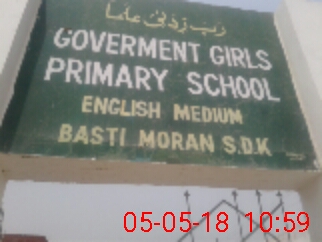 رب زدنی علما
GOVERMENT GIRLS
PRIMARY SCHOOL
ENGLISH MEDIUM
BASTI MORAN S.D.K
05-05-18 10:59